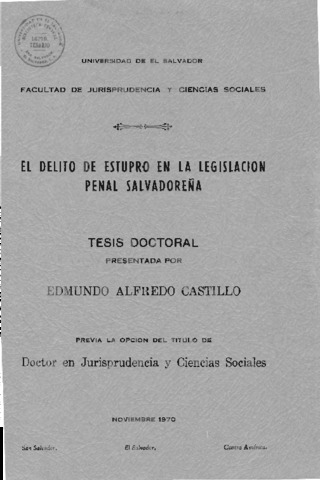 UNIVERSIDAD DE EL SALVADOR
FACULTAD DE JURISPRUDENCIA Y CIENCIAS SOCIALES
EL DELITO DE ESTUPRO EN LA LEGISLACION
PENAL SALVADOREÑA
TESIS DOCTORAL
PRESENTADA POR
EDMUNDO ALFREDO CASTILLO
PREVIA LA OPCION DEL TITULO DE
Doctor en Jurisprudencia y Ciencias Sociales
NOVIEMBRE 1970
San Salvador, El Salvador, Centro América.